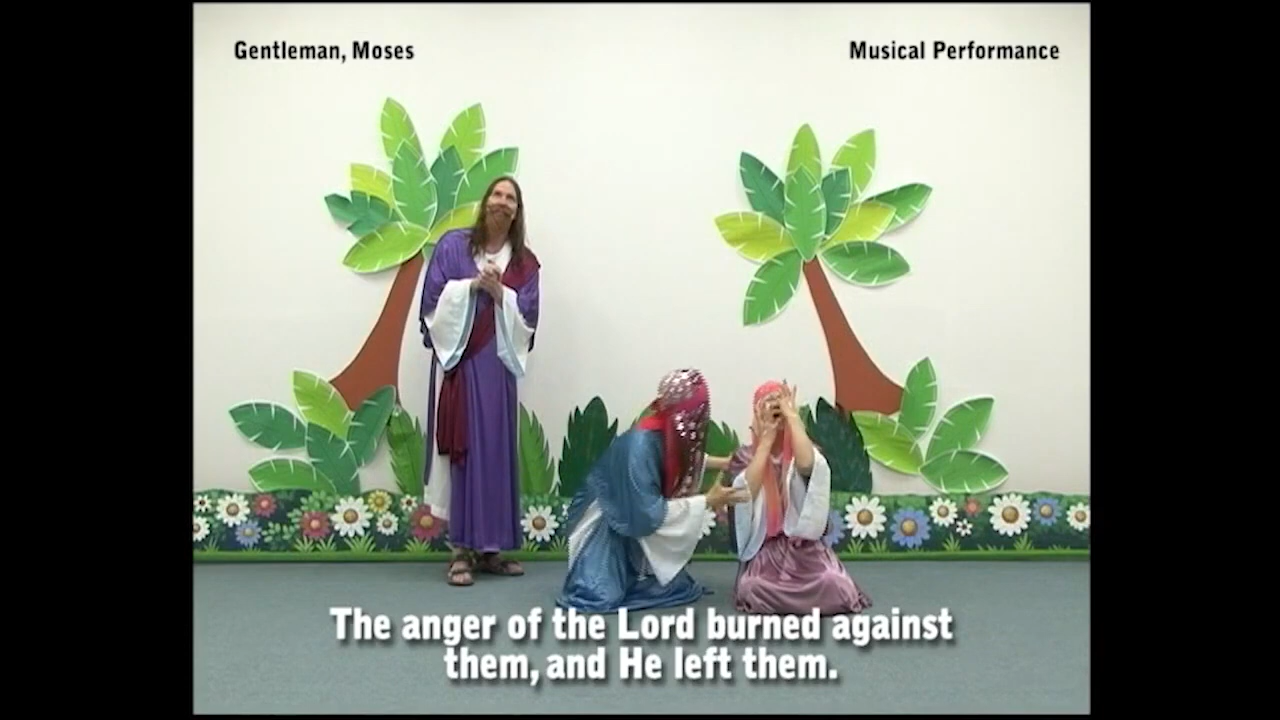 Gentleman, Moses
Musical Performance
The anger of the Lord burned against
them, and He left them.